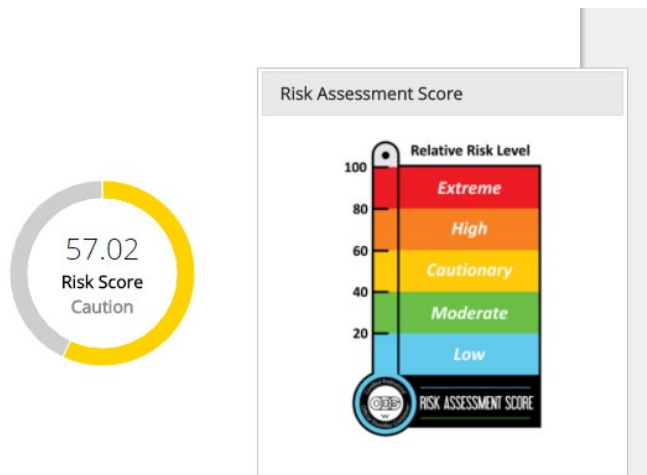 57.02
Risk Score
Caution
Risk Assessment Score
Relative Risk Level
100
Extreme
80
High
60
Cautionary
40
Moderate
20
Low
RISK ASSESSMENT SCORE